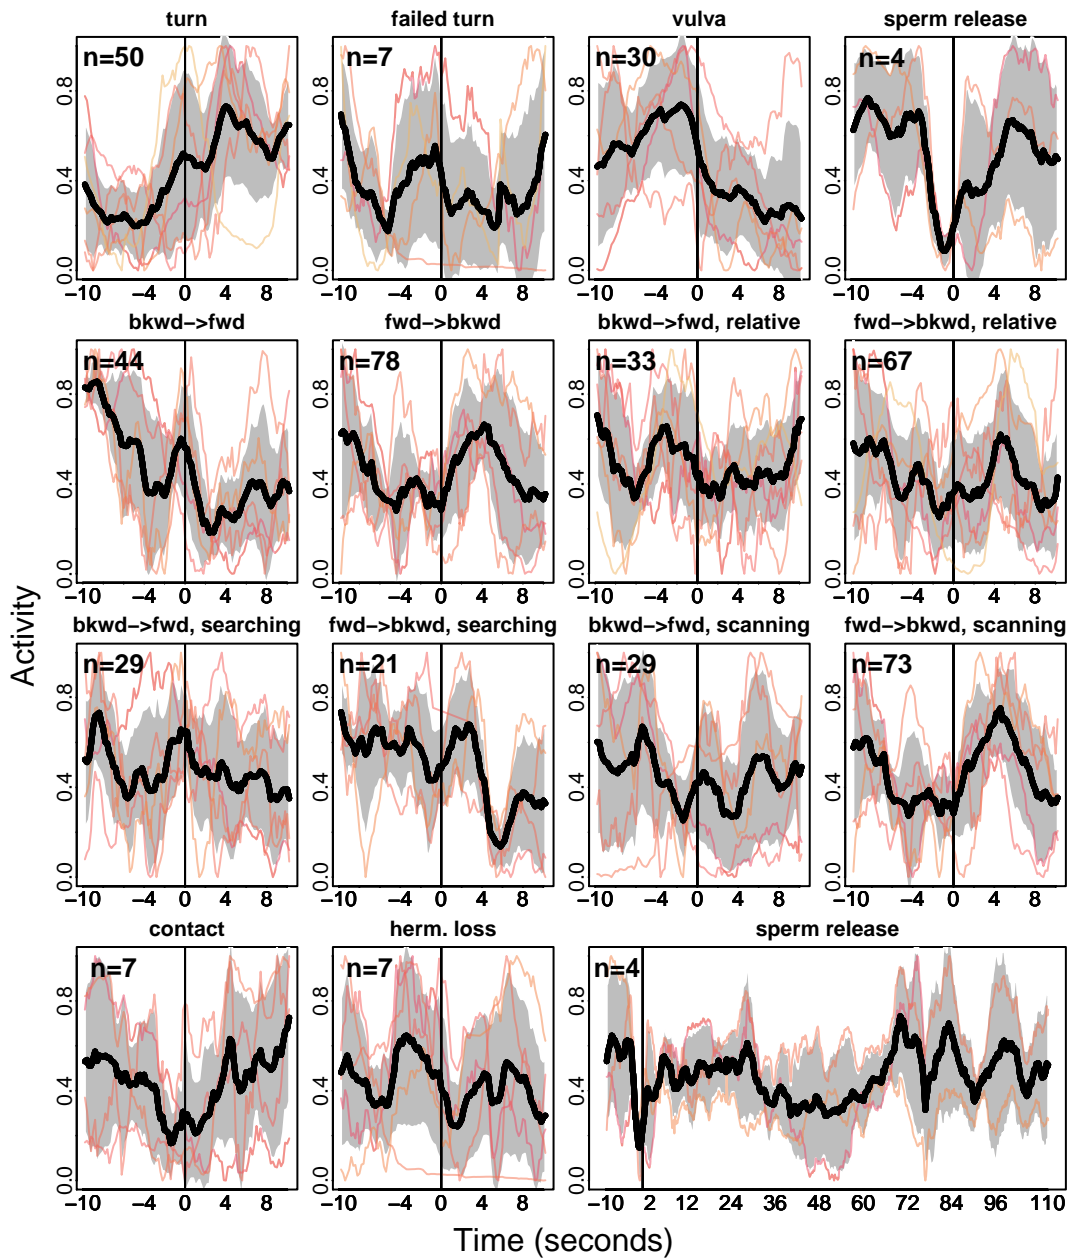 turn failed turn vulva sperm release
n=50 n=7 n=30 n=4
0.0 0.4 0.8 0.0 0.4 0.8 0.0 0.4 0.8 0.0 0.4 0.8
−10 −4 0 4 8 −10 −4 0 4 8 −10 −4 0 4 8 −10 −4 0 4 8
bkwd−>fwd fwd−>bkwd bkwd−>fwd, relative fwd−>bkwd, relative
n=44 n=78 n=33 n=67
0.0 0.4 0.8 0.0 0.4 0.8 0.0 0.4 0.8 0.0 0.4 0.8
−10 −4 0 4 8 −10 −4 0 4 8 −10 −4 0 4 8 −10 −4 0 4 8
bkwd−>fwd, searching fwd−>bkwd, searching bkwd−>fwd, scanning fwd−>bkwd, scanning
n=29 n=21 n=29 n=73
0.0 0.4 0.8 0.0 0.4 0.8 0.0 0.4 0.8 0.0 0.4 0.8
−10 −4 0 4 8 −10 −4 0 4 8 −10 −4 0 4 8 −10 −4 0 4 8
contact herm. loss sperm release
n=7 n=7 n=4
0.0 0.4 0.8 0.0 0.4 0.8 0.0 0.4 0.8
−10 −4 0 4 8 −10 −4 0 4 8 −10 2 12 24 36 48 60 72 84 96 110
Activity
Time (seconds)